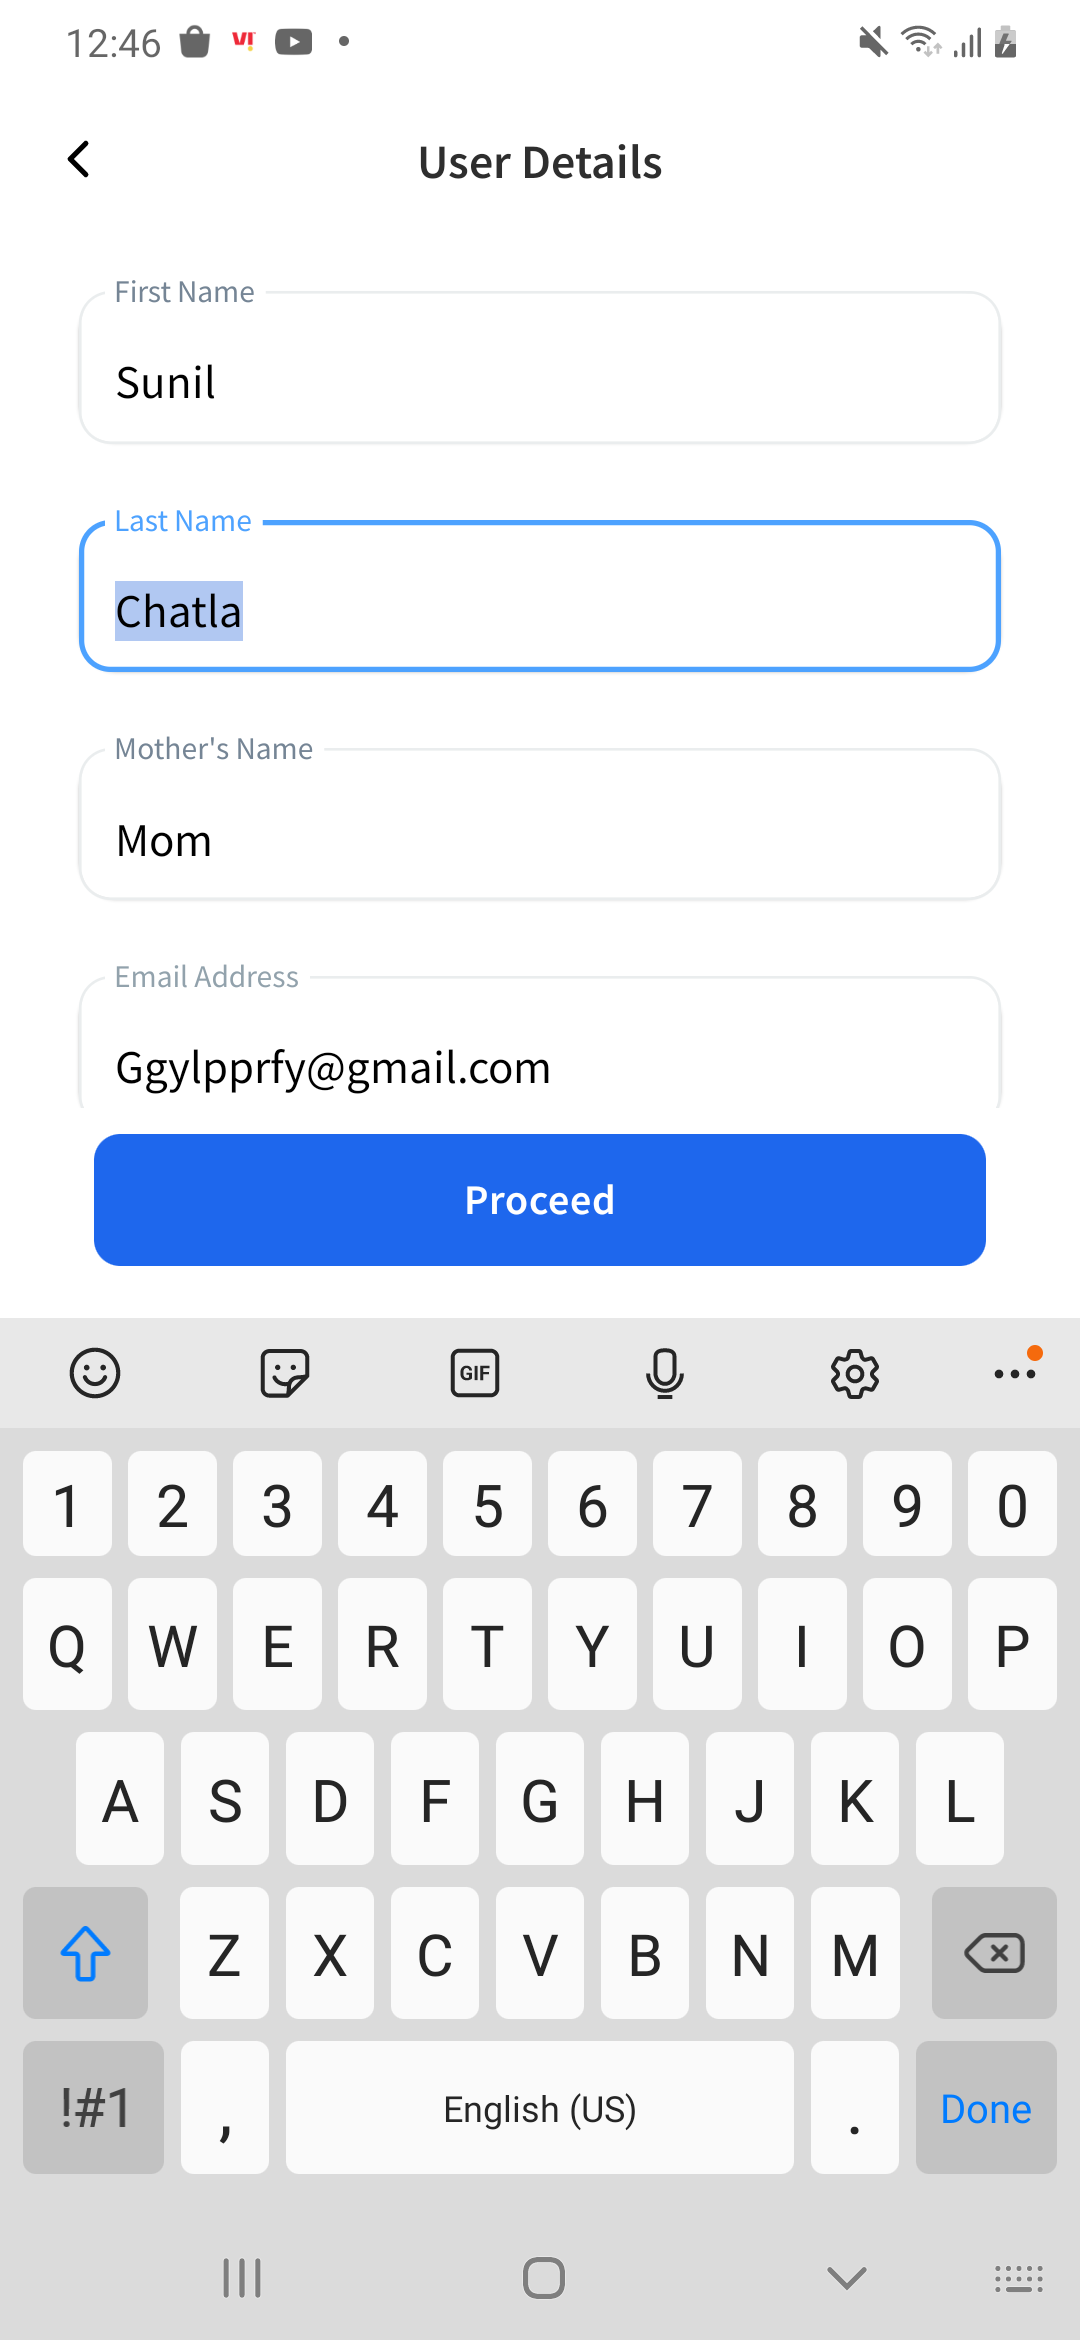 12:46
User Details
First Name
Sunil
Last Name
Chatla
Mother's Name
Mom
Email Address
Ggylpprfy@gmail.com
Proceed
GIF
1 2 3 4 5 6 7 8 9 0
Q W E R T Y U I O P
A S D F G H J K L
Z X C V B N M
!#1 , English (US) . Done